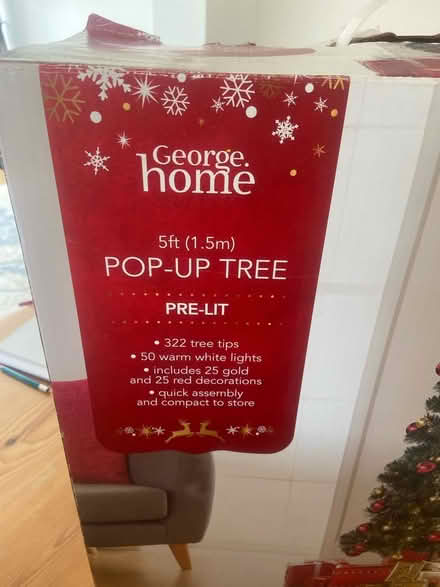 George.
home
5ft (1.5m)
POP-UP TREE
PRE-LIT
• 322 tree tips
• 50 warm white lights
• includes 25 gold
and 25 red decorations
• quick assembly
and compact to store